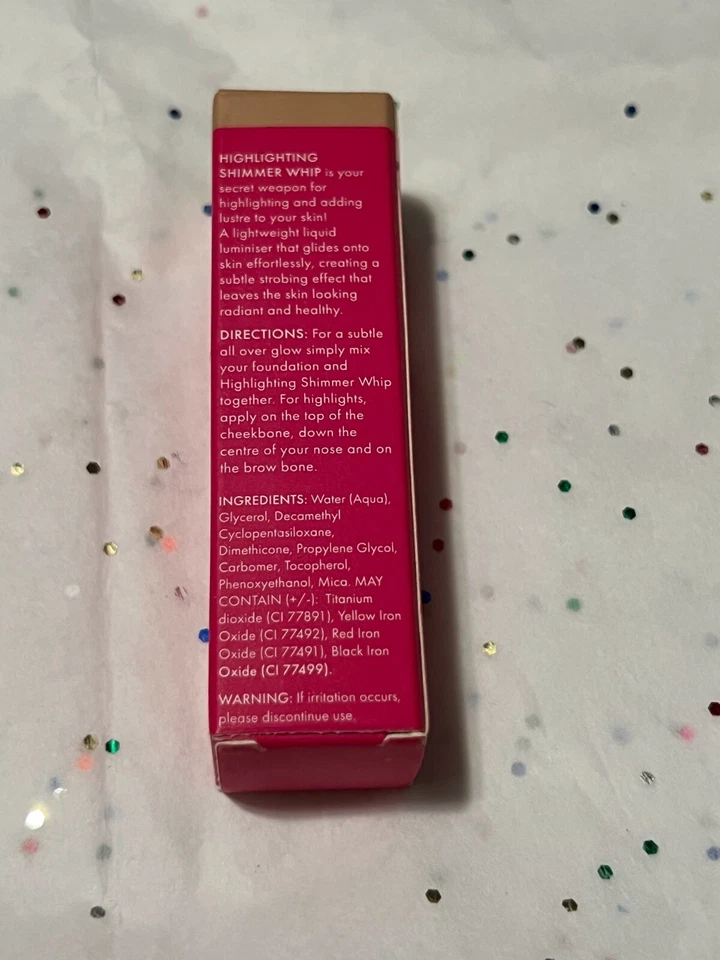 HIGHLIGHTING
SHIMMER WHIP is your
secret weapon for
highlighting and adding
lustre to your skin!
A lightweight liquid
luminiser that glides onto
skin effortlessly, creating a
subtle strobing effect that
leaves the skin looking
radiant and healthy.
DIRECTIONS: For a subtle
all over glow simply mix
your foundation and
Highlighting Shimmer Whip
together. For highlights,
apply on the top of the
cheekbone, down the
centre of your nose and on
the brow bone.
INGREDIENTS: Water (Aqua),
Glycerol, Decamethyl
Cyclopentasiloxane,
Dimethicone, Propylene Glycol,
Carbomer, Tocopherol,
Phenoxyethanol, Mica. MAY
CONTAIN (+/-): Titanium
dioxide (CI 77891), Yellow Iron
Oxide (CI 77492), Red Iron
Oxide (CI 77491), Black Iron
Oxide (CI 77499).
WARNING: If irritation occurs,
please discontinue use.